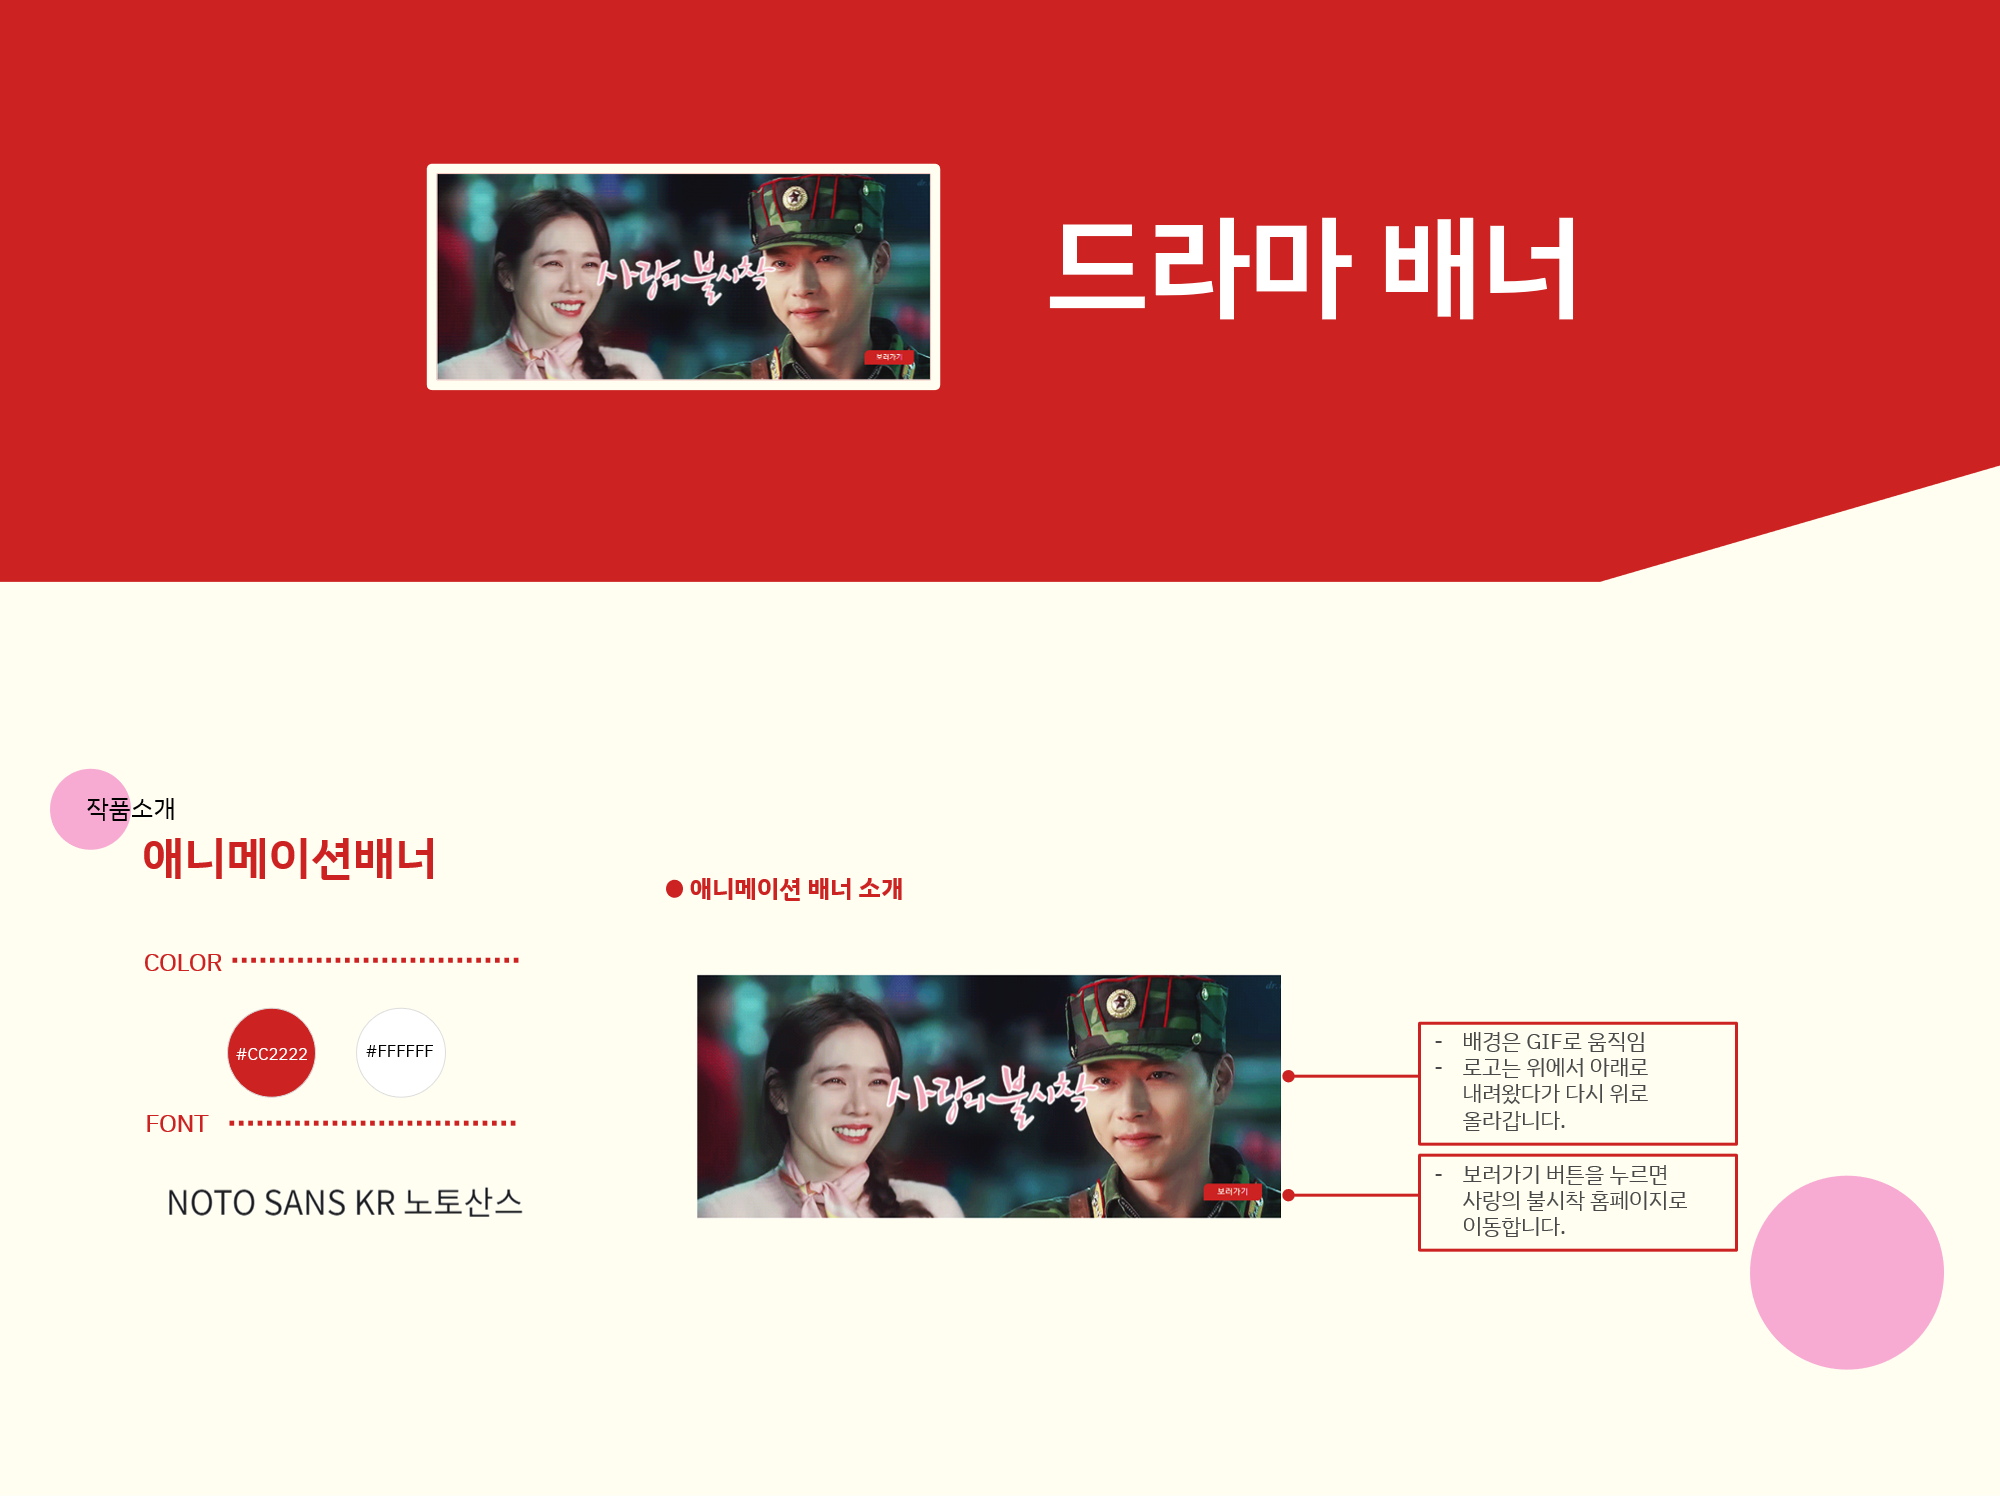 사랑의 불시착
보러가기
드라마 배너
작품소개
애니메이션배너
● 애니메이션 배너 소개
COLOR
#CC2222
#FFFFFF
FONT
NOTO SANS KR 노토산스
사랑의 불시착
보러가기
- 배경은 GIF로 움직임
- 로고는 위에서 아래로
내려왔다가 다시 위로
올라갑니다.
- 보러가기 버튼을 누르면
사랑의 불시착 홈페이지로
이동합니다.